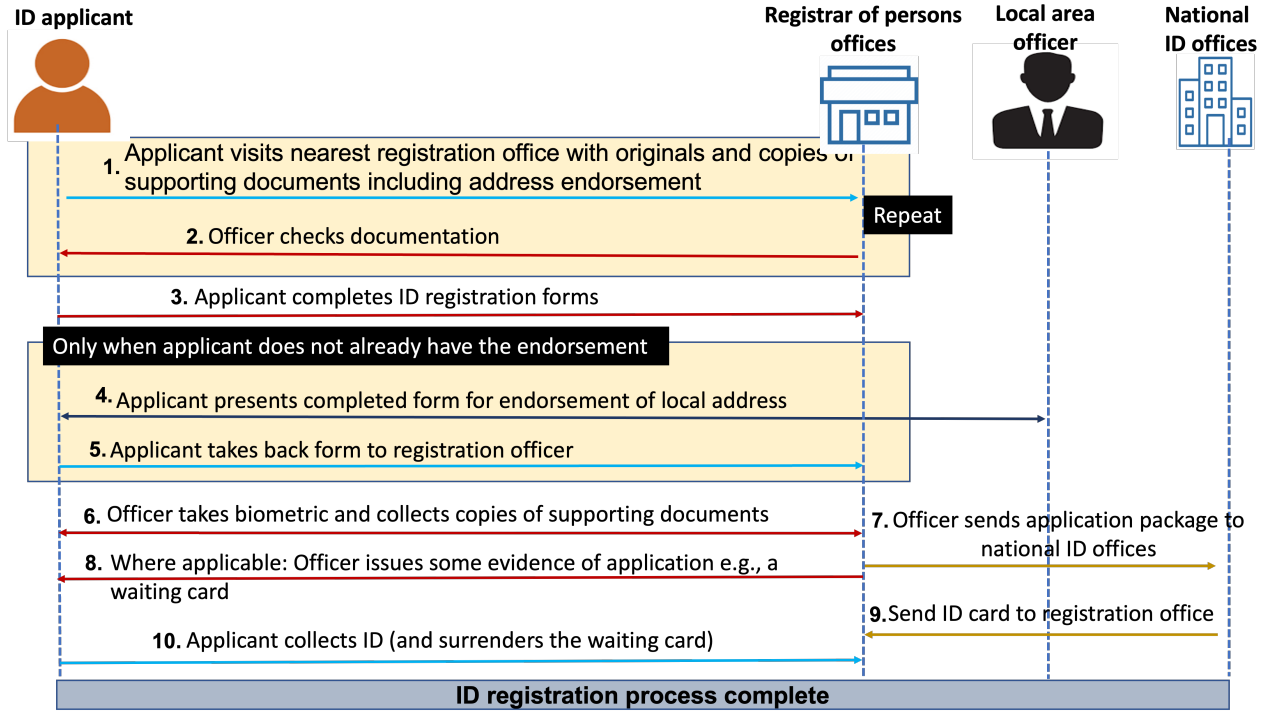 ID applicant
Registrar of persons
offices
Local area
officer
National
ID offices
1. Applicant visits nearest registration office with originals and copies of
supporting documents including address endorsement
Repeat
2. Officer checks documentation
3. Applicant completes ID registration forms
Only when applicant does not already have the endorsement
4. Applicant presents completed form for endorsement of local address
5. Applicant takes back form to registration officer
6. Officer takes biometric and collects copies of supporting documents
7. Officer sends application package to
national ID offices
8. Where applicable: Officer issues some evidence of application e.g., a
waiting card
9. Send ID card to registration office
10. Applicant collects ID (and surrenders the waiting card)
ID registration process complete